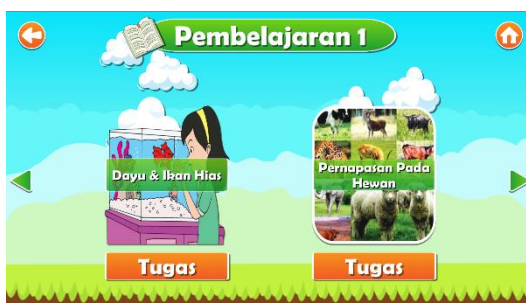 Pembelajaran 1
Dayu & Ikan Hias
Pernapasan Pada
Hewan
Tugas
Tugas